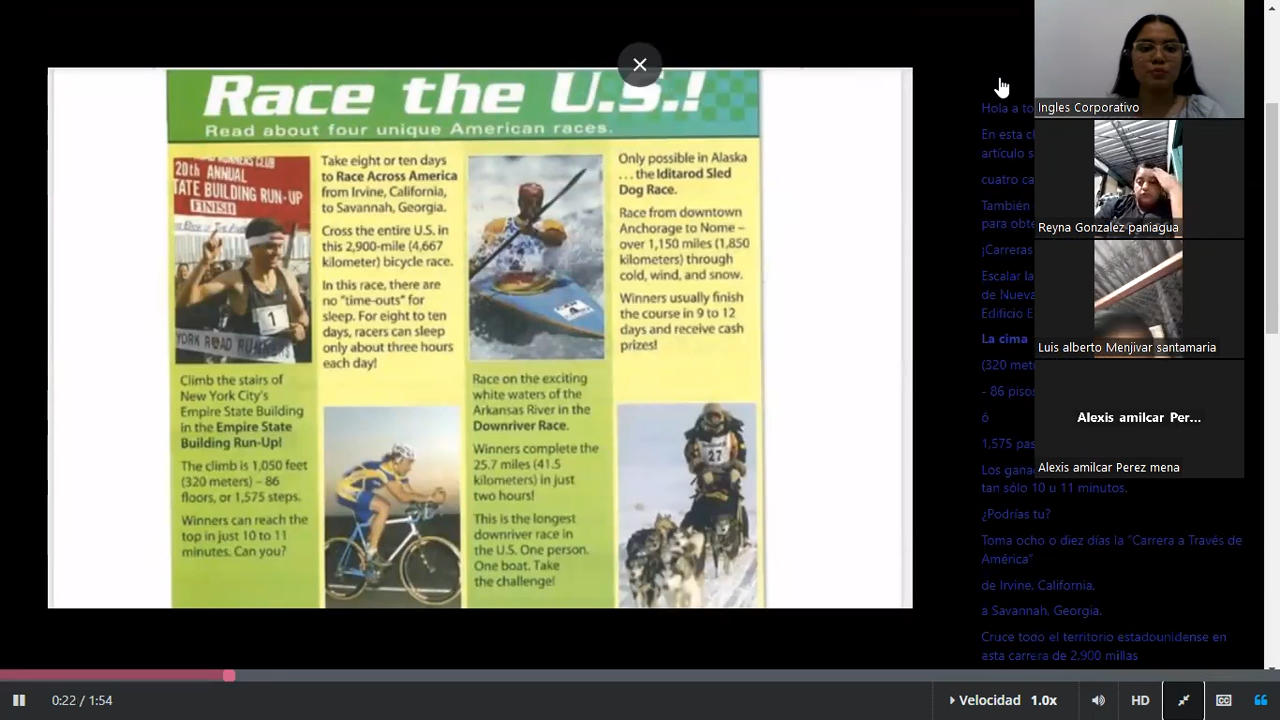 Race the U.S.!
Read about four unique American races.
20th ANNUAL
TATE BUILDING RUN-UP
FINISH
1
YORK ROAD RUNNERS
Climb the stairs of
New York City's
Empire State Building
in the Empire State
Building Run-Up!
The climb is 1,050 feet
(320 meters) – 86
floors, or 1,575 steps.
Winners can reach the
top in just 10 to 11
minutes. Can you?
Take eight or ten days
to Race Across America
from Irvine, California,
to Savannah, Georgia.
Cross the entire U.S. in
this 2,900-mile (4,667
kilometer) bicycle race.
In this race, there are
no "time-outs" for
sleep. For eight to ten
days, racers can sleep
only about three hours
each day!
Race on the exciting
white waters of the
Arkansas River in the
Downriver Race.
Winners complete the
25.7 miles (41.5
kilometers) in just
two hours!
This is the longest
downriver race in
the U.S. One person.
One boat. Take
the challenge!
Only possible in Alaska
. . . the Iditarod Sled
Dog Race.
Race from downtown
Anchorage to Nome –
over 1,150 miles (1,850
kilometers) through
cold, wind, and snow.
Winners usually finish
the course in 9 to 12
days and receive cash
prizes!
27
Hola a to
En esta c
artículo s
cuatro ca
También
para obte
¡Carreras
Escalar la
de Nueva
Edificio E
La cima
(320 mete
- 86 pisos
ó
1,575 pas
Los gana
tan sólo 10 u 11 minutos.
¿Podrías tu?
Toma ocho o diez días la “Carrera a Través de
América”
de Irvine, California,
a Savannah, Georgia.
Cruce todo el territorio estadounidense en
esta carrera de 2,900 millas
Ingles Corporativo
Reyna Gonzalez paniagua
Luis alberto Menjivar santamaria
Alexis amilcar Per...
Alexis amilcar Perez mena
0:22 / 1:54
Velocidad 1.0x
HD
CC